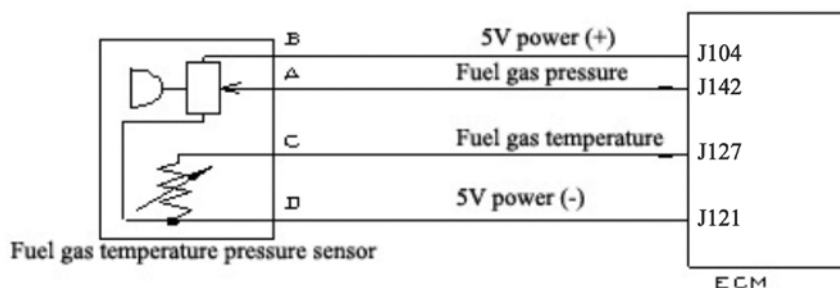 B 5V power (+) J104
A Fuel gas pressure J142
C Fuel gas temperature J127
D 5V power (-) J121
Fuel gas temperature pressure sensor
ECM